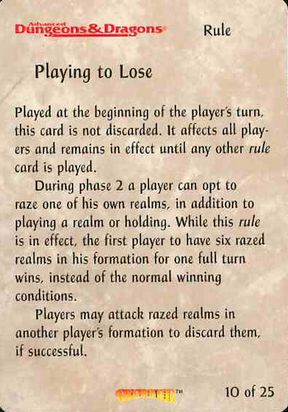 Advanced
Dungeons & Dragons® Rule
Playing to Lose
Played at the beginning of the player's turn,
this card is not discarded. It affects all play-
ers and remains in effect until any other rule
card is played.
During phase 2 a player can opt to
raze one of his own realms, in addition to
playing a realm or holding. While this rule
is in effect, the first player to have six razed
realms in his formation for one full turn
wins, instead of the normal winning
conditions.
Players may attack razed realms in
another player's formation to discard them,
if successful.
™ 10 of 25